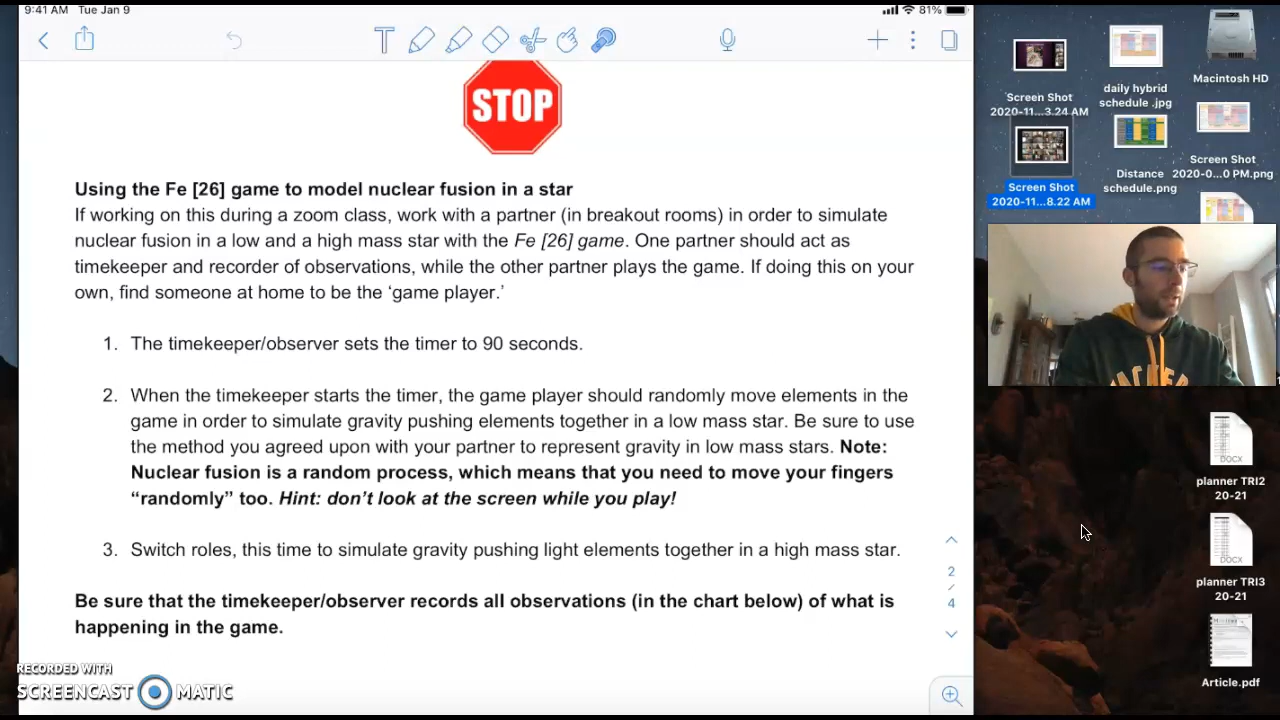 9:41 AM Tue Jan 9
81%
T
STOP
Using the Fe [26] game to model nuclear fusion in a star
If working on this during a zoom class, work with a partner (in breakout rooms) in order to simulate
nuclear fusion in a low and a high mass star with the Fe [26] game. One partner should act as
timekeeper and recorder of observations, while the other partner plays the game. If doing this on your
own, find someone at home to be the ‘game player.’
1. The timekeeper/observer sets the timer to 90 seconds.
2. When the timekeeper starts the timer, the game player should randomly move elements in the
game in order to simulate gravity pushing elements together in a low mass star. Be sure to use
the method you agreed upon with your partner to represent gravity in low mass stars. Note:
Nuclear fusion is a random process, which means that you need to move your fingers
“randomly” too. Hint: don’t look at the screen while you play!
3. Switch roles, this time to simulate gravity pushing light elements together in a high mass star.
Be sure that the timekeeper/observer records all observations (in the chart below) of what is
happening in the game.
2
/
4
RECORDED WITH
SCREENCAST MATIC
Screen Shot
2020-11...3.24 AM
daily hybrid
schedule .jpg
Macintosh HD
Screen Shot
2020-11...8.22 AM
Distance
schedule.png
Screen Shot
2020-0...0 PM.png
PACKERS
DOCX
planner TRI2
20-21
DOCX
planner TRI3
20-21
Article.pdf